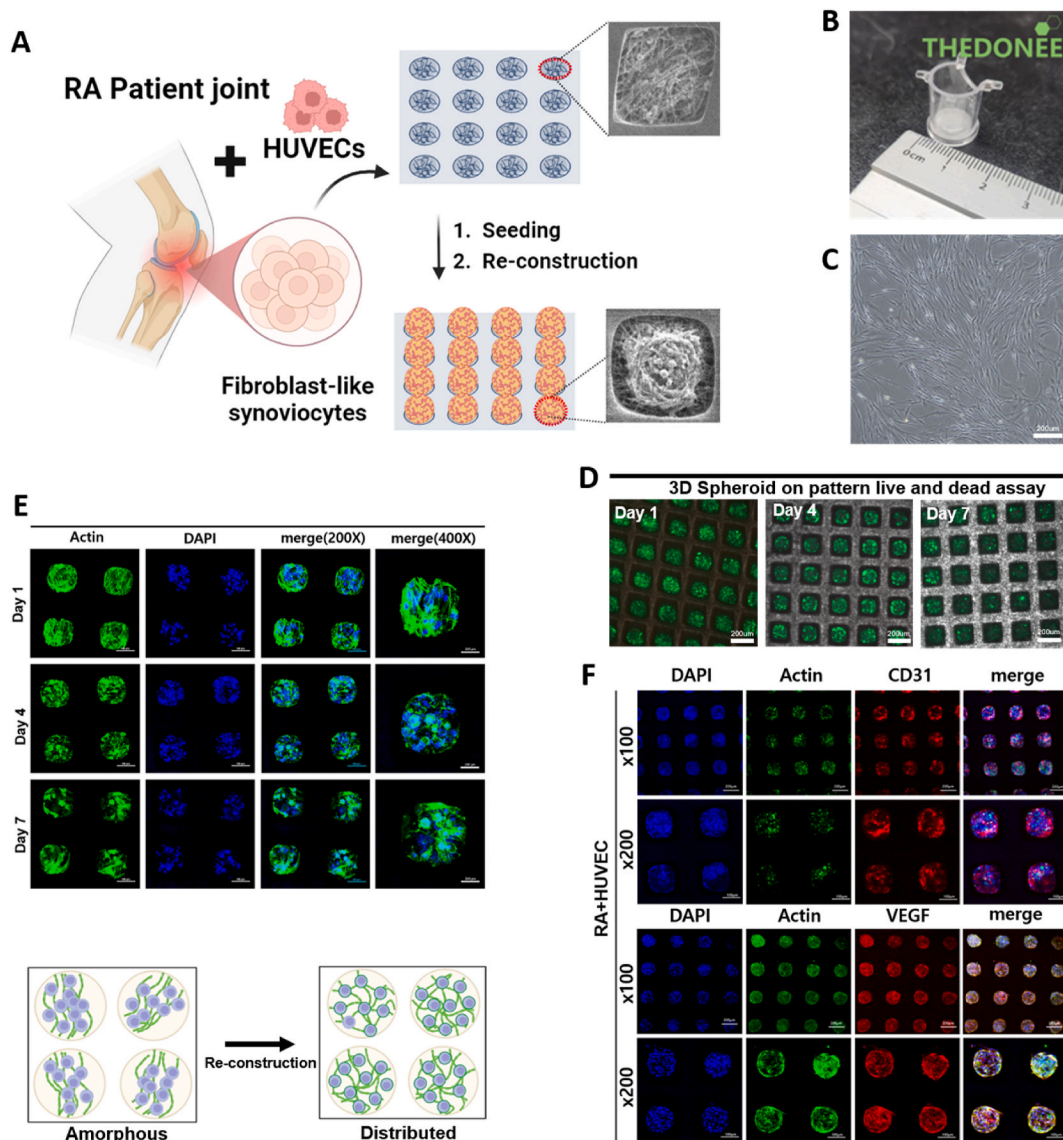 A
RA Patient joint
HUVECs
1. Seeding
2. Re-construction
Fibroblast-like
synoviocytes
B
THEDONEE
0cm 1 2 3
C
200um
D
3D Spheroid on pattern live and dead assay
Day 1
Day 4
Day 7
200um
200um
200um
E
Actin
DAPI
merge(200X)
merge(400X)
Day 1
Day 4
Day 7
Re-construction
Amorphous
Distributed
F
DAPI
Actin
CD31
merge
x100
x200
RA+HUVEC
DAPI
Actin
VEGF
merge
x100
x200